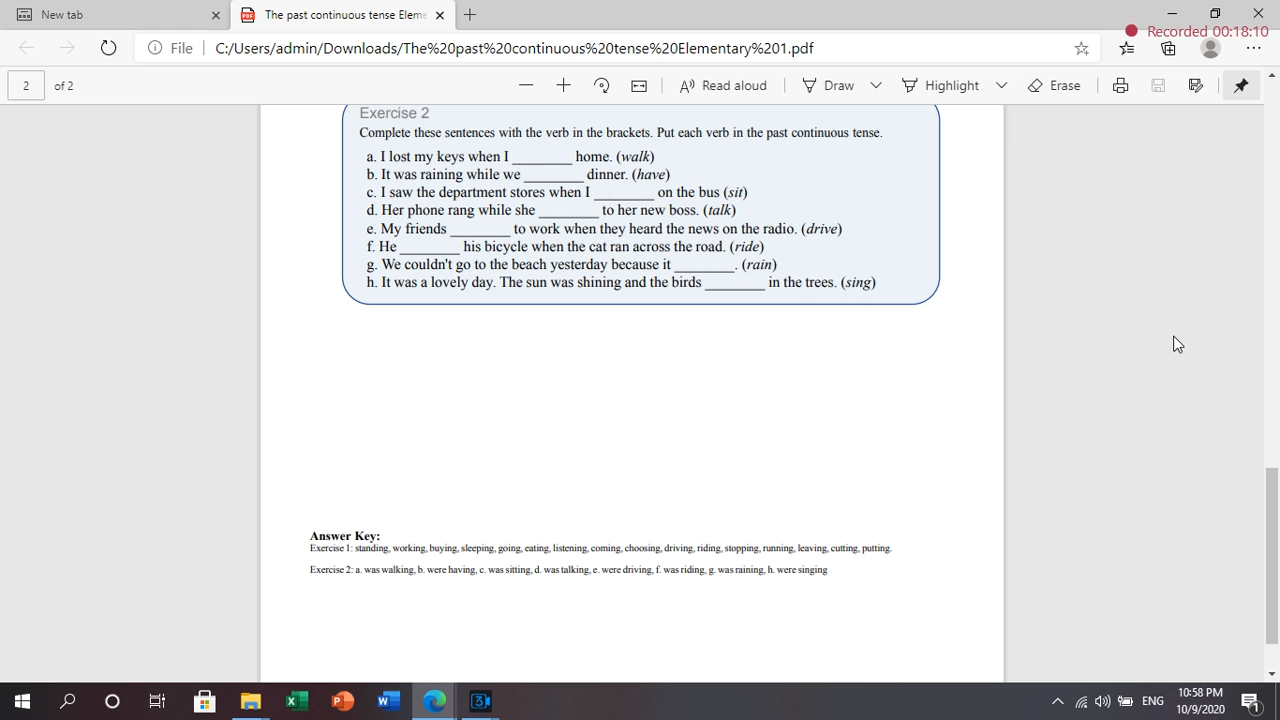 New tab
The past continuous tense Eleme
Recorded 00:18:10
File
C:/Users/admin/Downloads/The%20past%20continuous%20tense%20Elementary%201.pdf
2 of 2
Read aloud
Draw
Highlight
Erase
Exercise 2
Complete these sentences with the verb in the brackets. Put each verb in the past continuous tense.
a. I lost my keys when I ________ home. (walk)
b. It was raining while we ________ dinner. (have)
c. I saw the department stores when I ________ on the bus (sit)
d. Her phone rang while she ________ to her new boss. (talk)
e. My friends ________ to work when they heard the news on the radio. (drive)
f. He ________ his bicycle when the cat ran across the road. (ride)
g. We couldn't go to the beach yesterday because it ________. (rain)
h. It was a lovely day. The sun was shining and the birds ________ in the trees. (sing)
Answer Key:
Exercise 1: standing, working, buying, sleeping, going, eating, listening, coming, choosing, driving, riding, stopping, running, leaving, cutting, putting.
Exercise 2: a. was walking, b. were having, c. was sitting, d. was talking, e. were driving, f. was riding, g. was raining, h. were singing
ENG
10:58 PM
10/9/2020